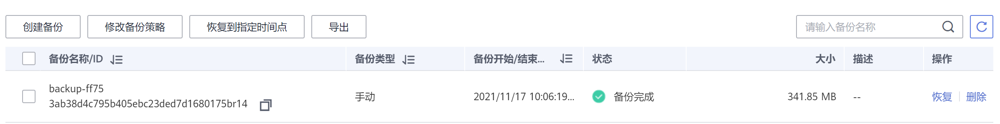 创建备份 修改备份策略 恢复到指定时间点 导出 请输入备份名称
备份名称/ID 备份类型 备份开始/结束... 状态 大小 描述 操作
backup-ff75
3ab38d4c795b405ebc23ded7d1680175br14 手动 2021/11/17 10:06:19... 备份完成 341.85 MB -- 恢复 删除